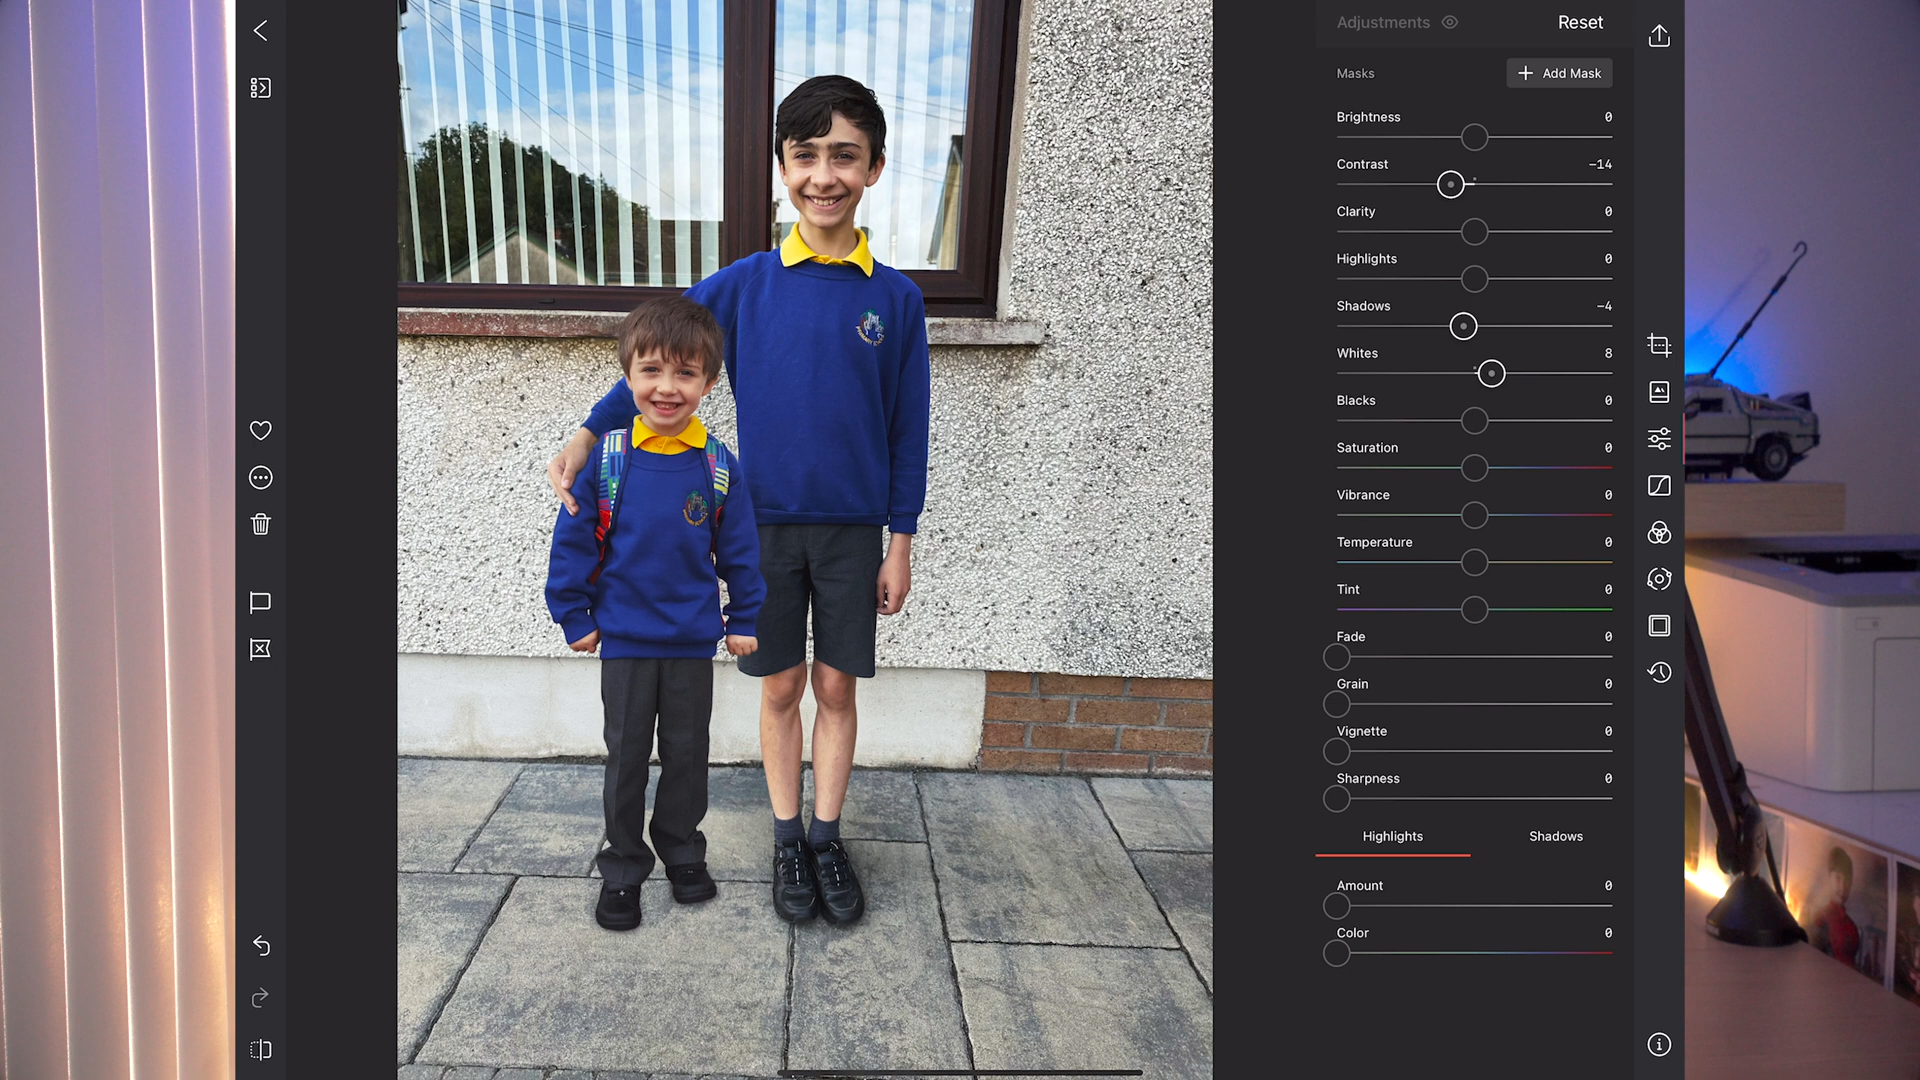 Adjustments
Reset
Masks
Add Mask
Brightness 0
Contrast −14
Clarity 0
Highlights 0
Shadows −4
Whites 8
Blacks 0
Saturation 0
Vibrance 0
Temperature 0
Tint 0
Fade 0
Grain 0
Vignette 0
Sharpness 0
Highlights Shadows
Amount 0
Color 0